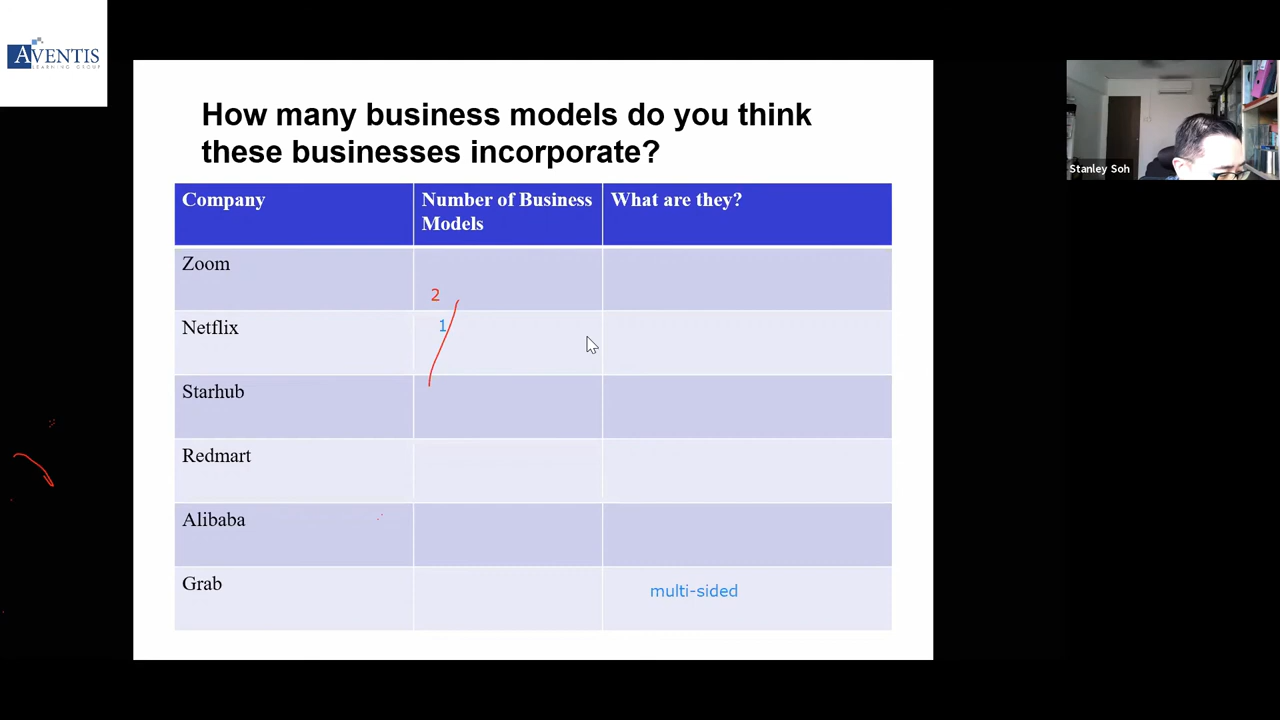 AVENTIS
LEARNING GROUP
How many business models do you think
these businesses incorporate?
Company
Number of Business
Models
What are they?
Zoom
2
Netflix
1
Starhub
Redmart
Alibaba
Grab
multi-sided
Stanley Soh